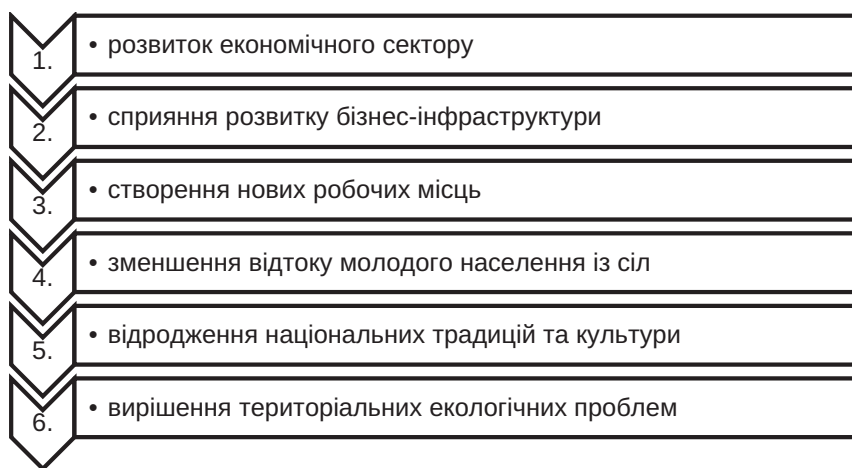 1. • розвиток економічного сектору
2. • сприяння розвитку бізнес-інфраструктури
3. • створення нових робочих місць
4. • зменшення відтоку молодого населення із сіл
5. • відродження національних традицій та культури
6. • вирішення територіальних екологічних проблем